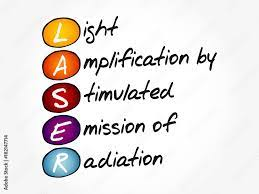 Light
Amplification by
Stimulated
Emission of
Radiation